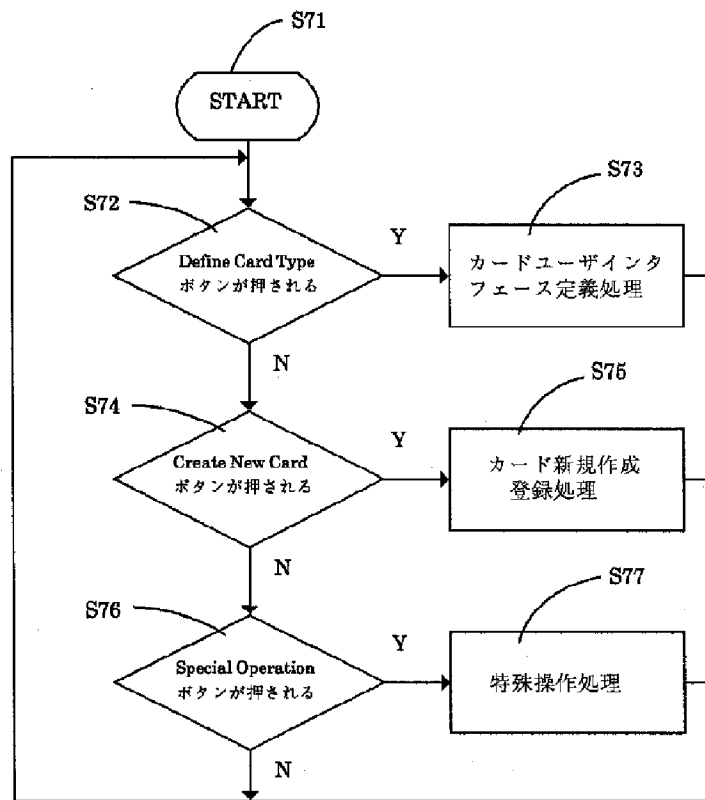 S71
START
S72
Define Card Type
ボタンが押される
Y
S73
カードユーザインタ
フェース定義処理
N
S74
Create New Card
ボタンが押される
Y
S75
カード新規作成
登録処理
N
S76
Special Operation
ボタンが押される
Y
S77
特殊操作処理
N